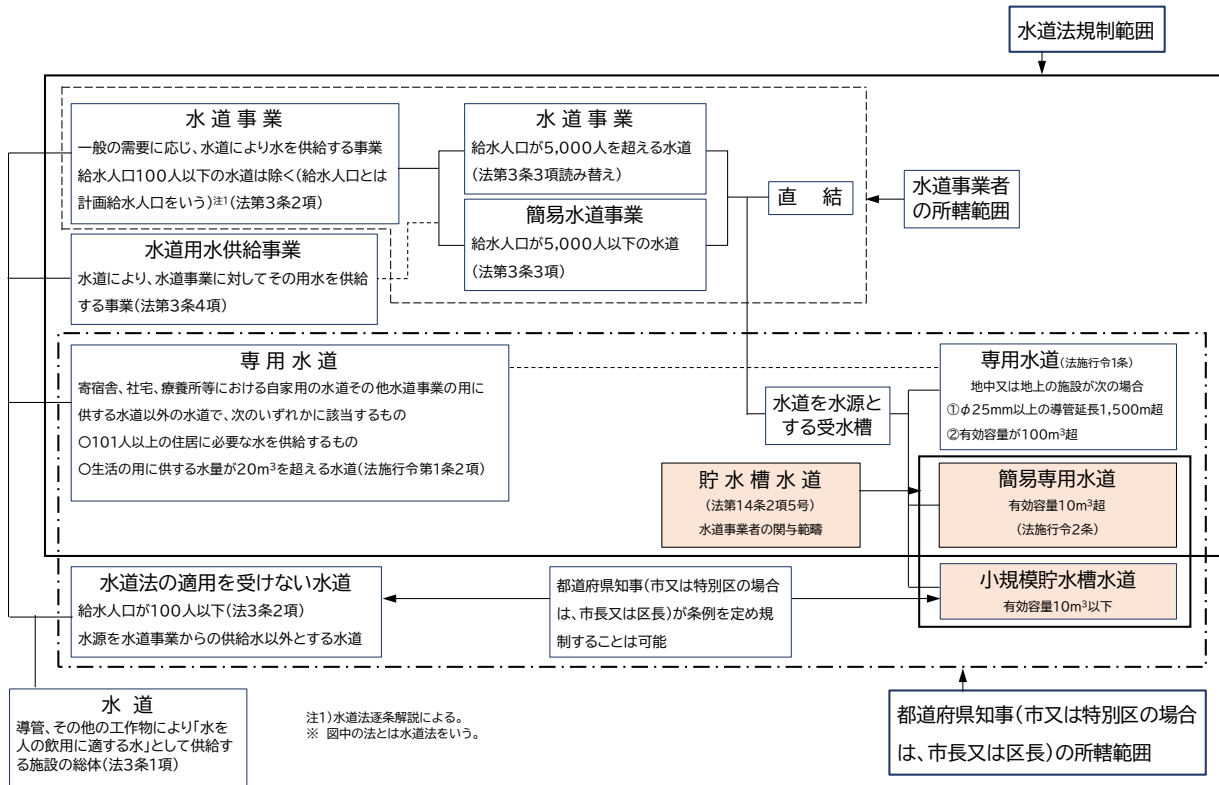 水道法規制範囲
水 道 事 業
一般の需要に応じ、水道により水を供給する事業
給水人口100人以下の水道は除く(給水人口とは
計画給水人口をいう)注1(法第3条2項)
水 道 事 業
給水人口が5,000人を超える水道
(法第3条3項読み替え)
簡易水道事業
給水人口が5,000人以下の水道
(法第3条3項)
直 結
水道事業者
の所轄範囲
水道用水供給事業
水道により、水道事業に対してその用水を供給
する事業(法第3条4項)
専 用 水 道
寄宿舎、社宅、療養所等における自家用の水道その他水道事業の用に
供する水道以外の水道で、次のいずれかに該当するもの
○101人以上の住居に必要な水を供給するもの
○生活の用に供する水量が20m³を超える水道(法施行令第1条2項)
水道を水源と
する受水槽
専用水道(法施行令1条)
地中又は地上の施設が次の場合
①φ25mm以上の導管延長1,500m超
②有効容量が100m³超
貯 水 槽 水 道
(法第14条2項5号)
水道事業者の関与範疇
簡易専用水道
有効容量10m³超
(法施行令2条)
水道法の適用を受けない水道
給水人口が100人以下(法3条2項)
水源を水道事業からの供給水以外とする水道
都道府県知事(市又は特別区の場合
は、市長又は区長)が条例を定め規
制することは可能
小規模貯水槽水道
有効容量10m³以下
水 道
導管、その他の工作物により「水を
人の飲用に適する水」として供給す
る施設の総体(法3条1項)
注1)水道法逐条解説による。
※ 図中の法とは水道法をいう。
都道府県知事(市又は特別区の場合
は、市長又は区長)の所轄範囲